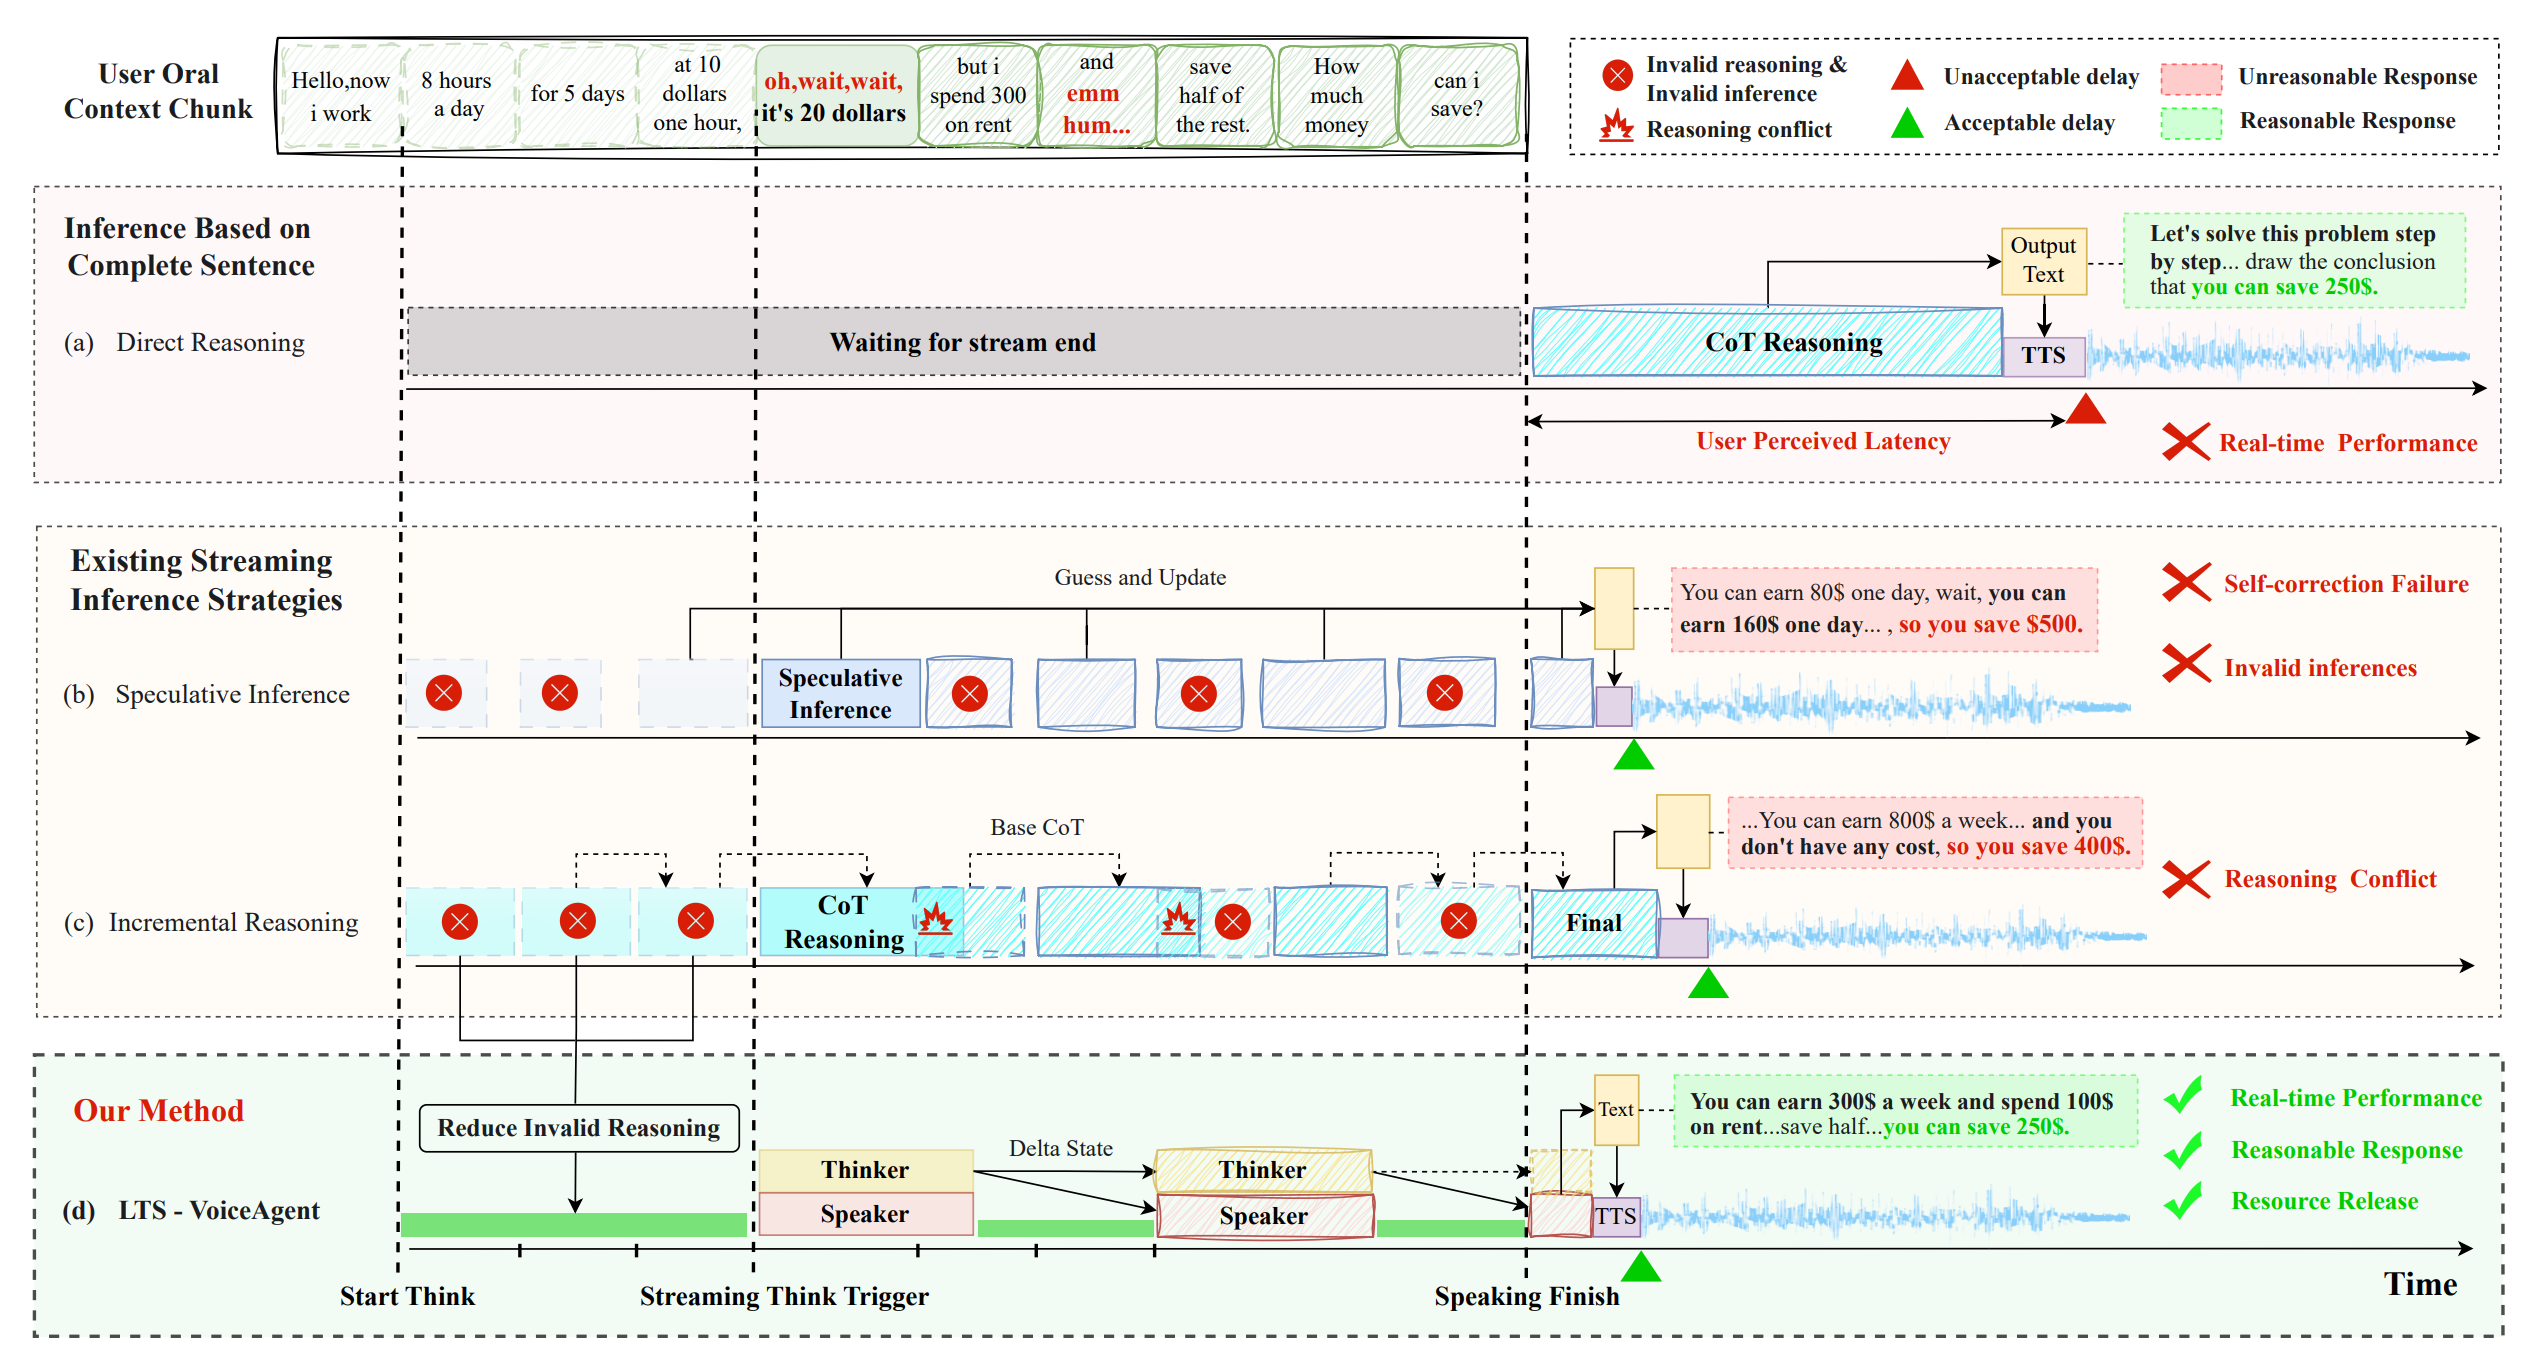 User Oral
Context Chunk
Hello,now
i work
8 hours
a day
for 5 days
at 10
dollars
one hour,
oh,wait,wait,
it's 20 dollars
but i
spend 300
on rent
and
emm
hum...
save
half of
the rest.
How
much
money
can i
save?
Invalid reasoning &
Invalid inference
Reasoning conflict
Unacceptable delay
Acceptable delay
Unreasonable Response
Reasonable Response
Inference Based on
Complete Sentence
(a) Direct Reasoning
Waiting for stream end
CoT Reasoning
Output
Text
TTS
Let's solve this problem step
by step... draw the conclusion
that you can save 250$.
User Perceived Latency
Real-time Performance
Existing Streaming
Inference Strategies
Guess and Update
(b) Speculative Inference
Speculative
Inference
You can earn 80$ one day, wait, you can
earn 160$ one day... , so you save $500.
Self-correction Failure
Invalid inferences
Base CoT
(c) Incremental Reasoning
CoT
Reasoning
Final
...You can earn 800$ a week... and you
don't have any cost, so you save 400$.
Reasoning Conflict
Our Method
Reduce Invalid Reasoning
(d) LTS - VoiceAgent
Thinker
Speaker
Delta State
Thinker
Speaker
Text
TTS
You can earn 300$ a week and spend 100$
on rent...save half...you can save 250$.
Real-time Performance
Reasonable Response
Resource Release
Start Think
Streaming Think Trigger
Speaking Finish
Time